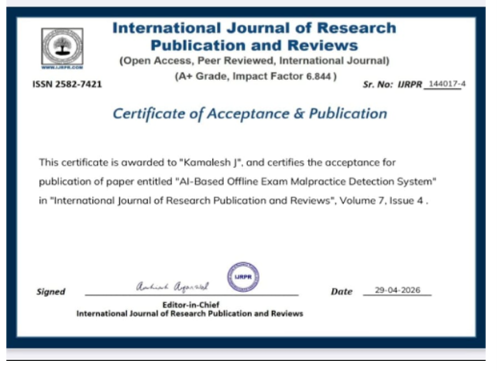 International Journal of Research
Publication and Reviews
(Open Access, Peer Reviewed, International Journal)
(A+ Grade, Impact Factor 6.844 )
WWW.IJRPR.COM
ISSN 2582-7421
Sr. No: IJRPR 144017-4
Certificate of Acceptance & Publication
This certificate is awarded to "Kamalesh J", and certifies the acceptance for
publication of paper entitled "AI-Based Offline Exam Malpractice Detection System"
in "International Journal of Research Publication and Reviews", Volume 7, Issue 4 .
IJRPR
Signed
Date 29-04-2026
Editor-in-Chief
International Journal of Research Publication and Reviews